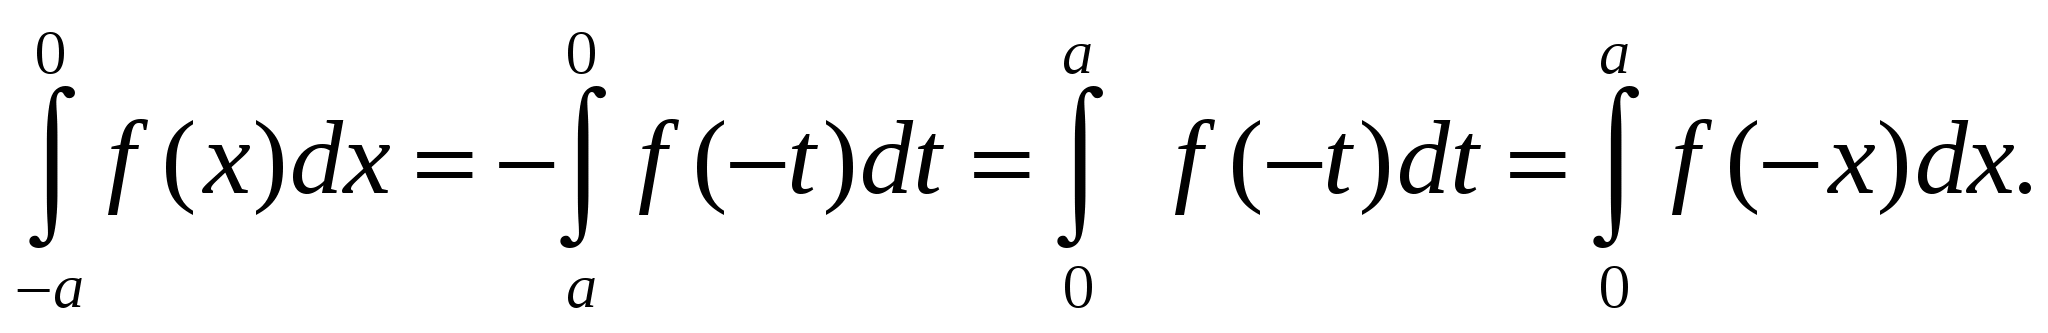 ∫_{−a}^{0} f(x)dx = −∫_{a}^{0} f(−t)dt = ∫_{0}^{a} f(−t)dt = ∫_{0}^{a} f(−x)dx.